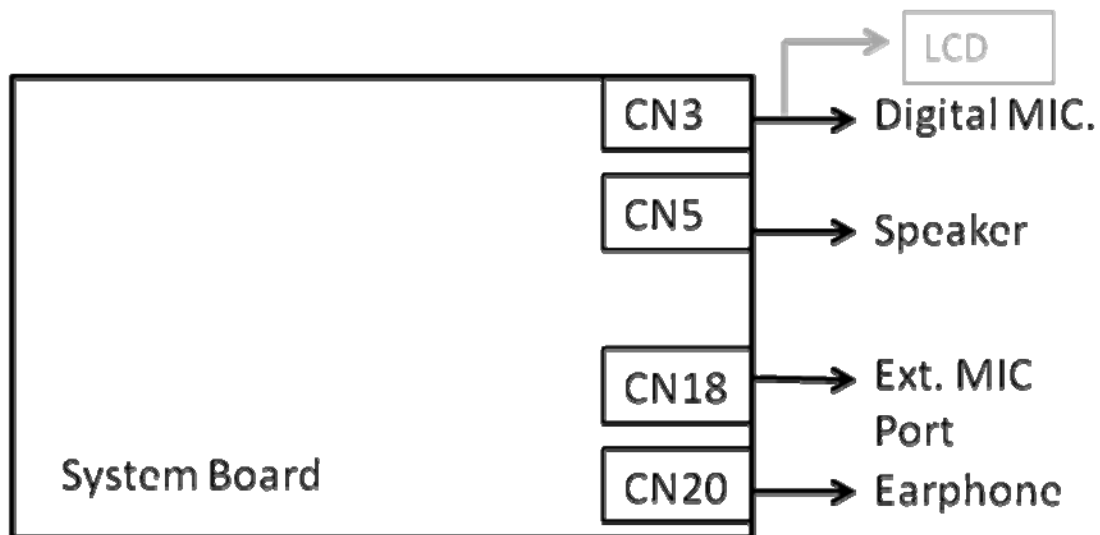 LCD
CN3
Digital MIC.
CN5
Speaker
CN18
Ext. MIC
Port
System Board
CN20
Earphone